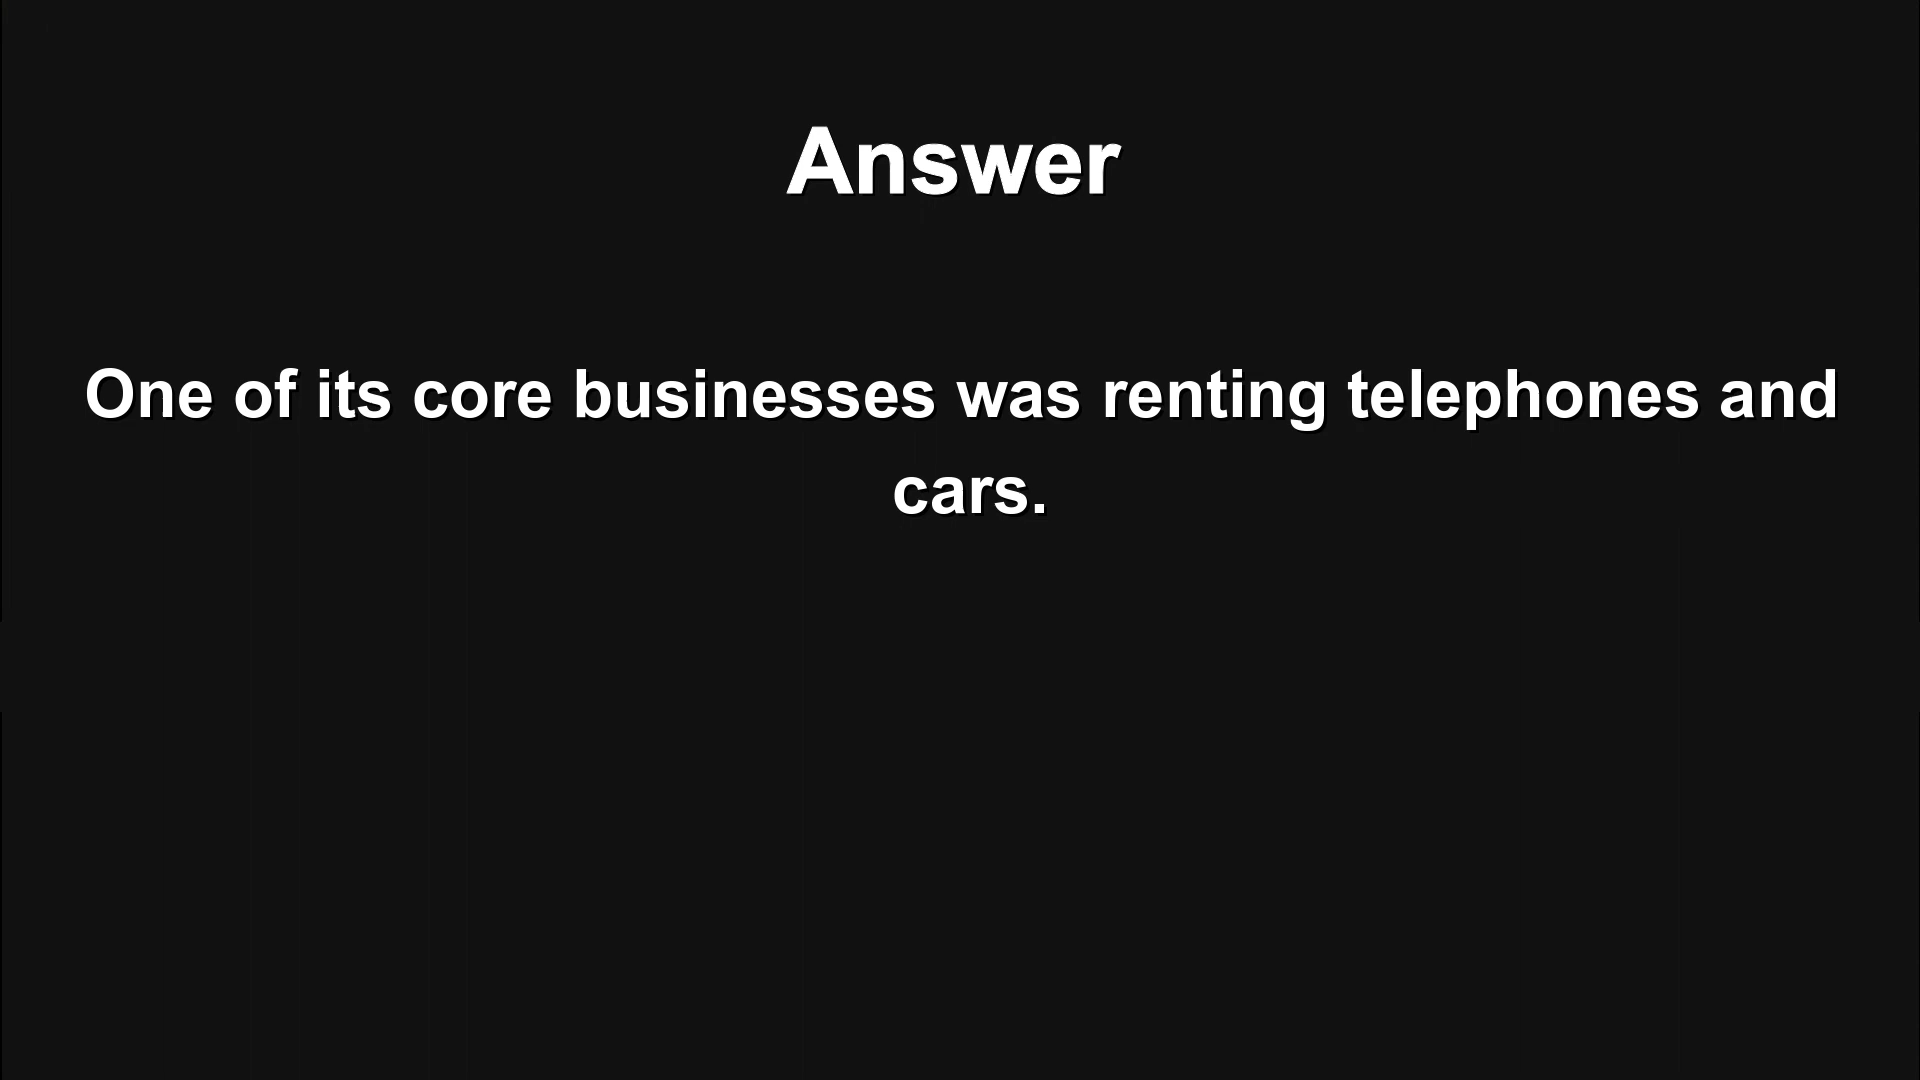 Answer
One of its core businesses was renting telephones and
cars.